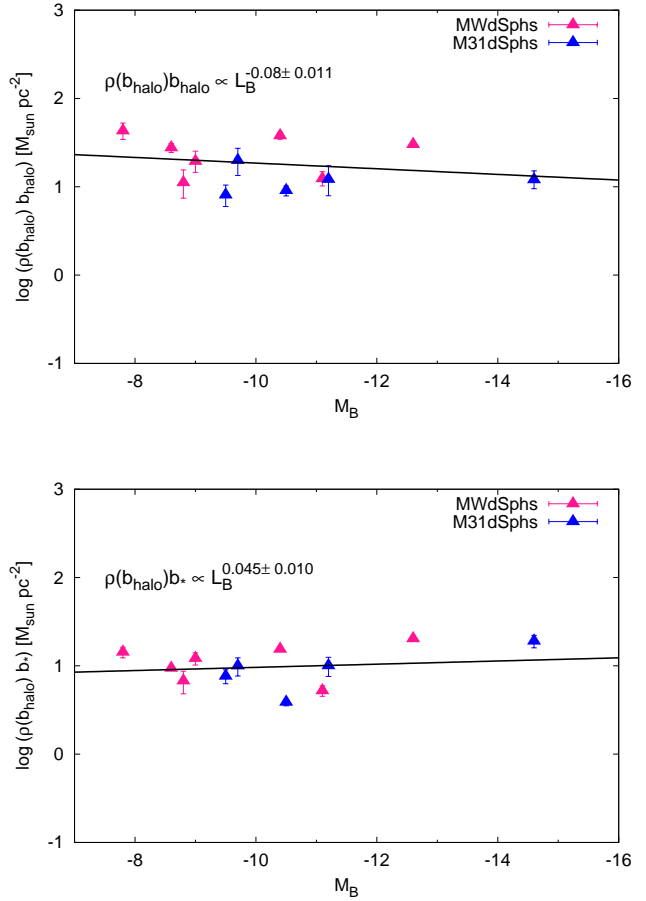 MWdSphs
M31dSphs
ρ(b_halo)b_halo ∝ L_B^-0.08± 0.011
log (ρ(b_halo) b_halo) [M_sun pc^-2]
3
2
1
0
-1
-8 -10 -12 -14 -16
M_B
MWdSphs
M31dSphs
ρ(b_halo)b_* ∝ L_B^0.045± 0.010
log (ρ(b_halo) b_*) [M_sun pc^-2]
3
2
1
0
-1
-8 -10 -12 -14 -16
M_B